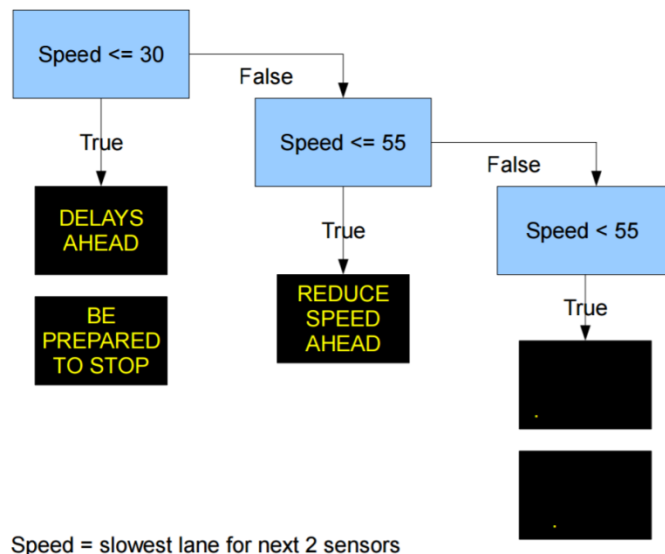 Speed <= 30
False
True
Speed <= 55
False
DELAYS
AHEAD
True
Speed < 55
BE
PREPARED
TO STOP
REDUCE
SPEED
AHEAD
True
Speed = slowest lane for next 2 sensors